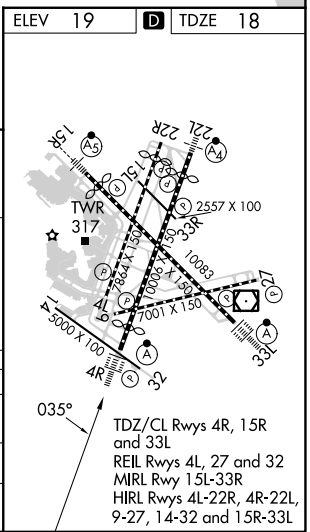 ELEV 19 D TDZE 18
15R
A5
22R
22L
A4
15L
P
P
P
2557 X 100
33R
TWR
317
P
7864 X 150
10006 X 150
10083 X 150
27
P
P
4L
9
P
7001 X 150
14
5000 X 100
A
33L
A
4R
P
32
035°
TDZ/CL Rwys 4R, 15R
and 33L
REIL Rwys 4L, 27 and 32
MIRL Rwy 15L-33R
HIRL Rwys 4L-22R, 4R-22L,
9-27, 14-32 and 15R-33L